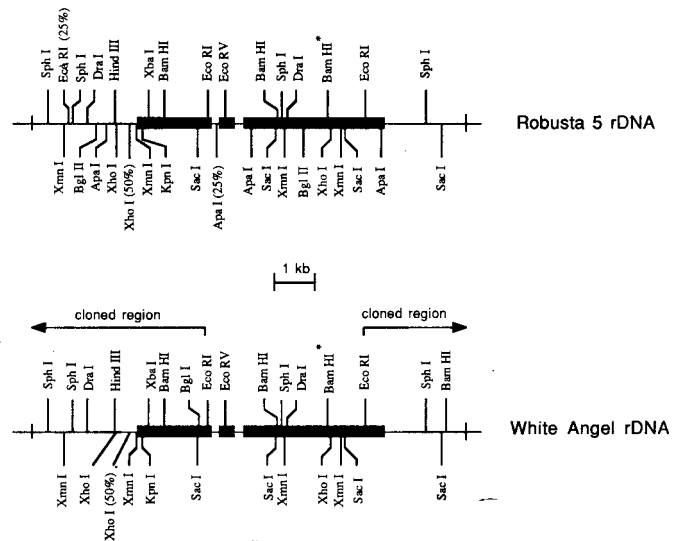 Sph I
EcoRI (25%)
Sph I
Dra I
Hind III
Xba I
Bam HI
Eco RI
Eco RV
Bam HI
Sph I
Dra I
Bam HI*
Eco RI
Sph I
Robusta 5 rDNA
Xmn I
Bgl II
Apa I
Xho I
Xho I (50%)
Xmn I
Kpn I
Sac I
Apa I (25%)
Apa I
Sac I
Xmn I
Bgl II
Xho I
Xmn I
Sac I
Apa I
Sac I
1 kb
cloned region
cloned region
Sph I
Sph I
Dra I
Hind III
Xba I
Bam HI
Bgl I
Eco RI
Eco RV
Bam HI
Sph I
Dra I
Bam HI*
Eco RI
Sph I
Bam HI
White Angel rDNA
Xmn I
Xho I
Xho I (50%)
Xmn I
Kpn I
Sac I
Sac I
Xmn I
Xho I
Xmn I
Sac I
Sac I